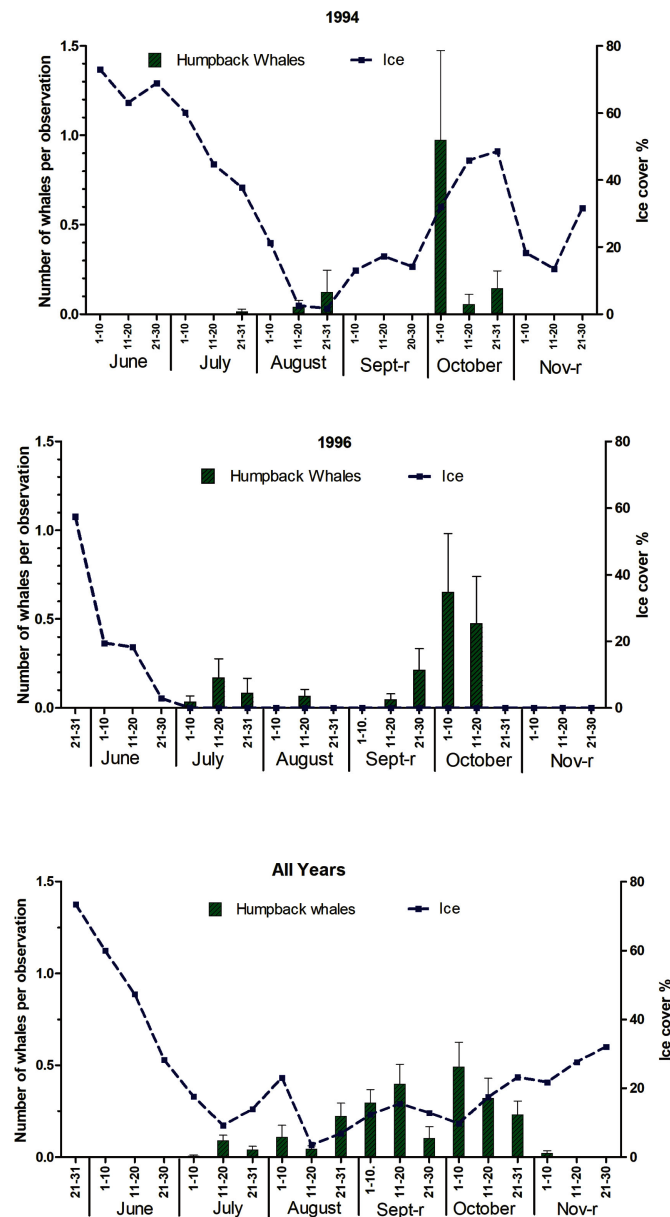 1994
Humpback Whales Ice
Number of whales per observation
1.5
1.0
0.5
0.0
80
60
40
20
0
Ice cover %
1-10 11-20 21-30 1-10 11-20 21-30 1-10 11-20 21-31 1-10 11-20 20-30 1-10 11-20 21-31 1-10 11-20 21-30
June July August Sept-r October Nov-r
1996
Humpback Whales Ice
Number of whales per observation
1.5
1.0
0.5
0.0
80
60
40
20
0
Ice cover %
21-31 1-10 11-20 21-30 1-10 11-20 21-31 1-10 11-20 21-31 1-10. 11-20 21-30 1-10 11-20 21-31 1-10 11-20 21-30
June July August Sept-r October Nov-r
All Years
Humpback whales Ice
Number of whales per observation
1.5
1.0
0.5
0.0
80
60
40
20
0
Ice cover %
21-31 1-10 11-20 21-30 1-10 11-20 21-31 1-10 11-20 21-31 1-10. 11-20 21-30 1-10 11-20 21-31 1-10 11-20 21-30
June July August Sept-r October Nov-r